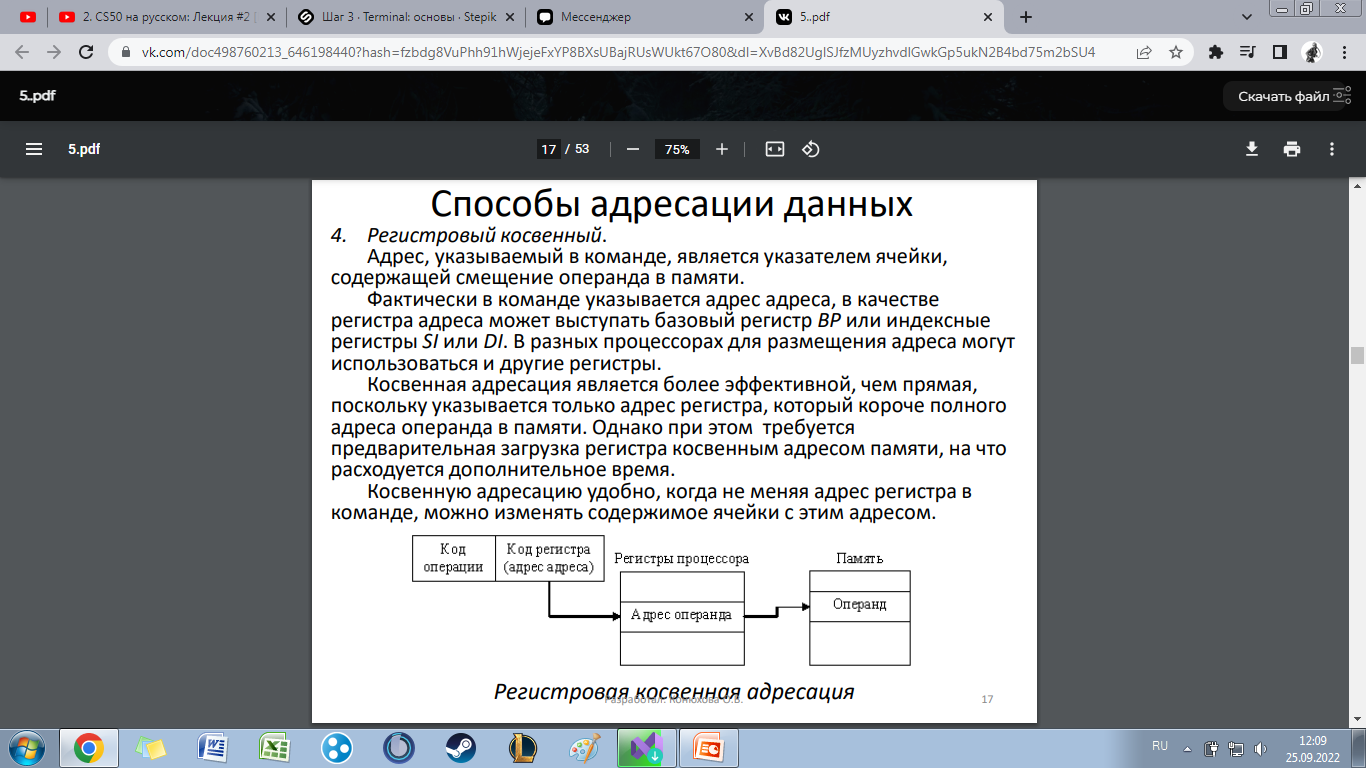 2. CS50 на русском: Лекция #2
Шаг 3 · Terminal: основы · Stepik
Мессенджер
5..pdf
vk.com/doc498760213_646198440?hash=fzbdg8VuPhh91hWjejeFxYP8BXsUBajRUsWUkt67O80&dl=XvBd82UgISJfzMUyzhvdlGwkGp5ukN2B4bd75m2bSU4
5..pdf
Скачать файл
5.pdf
17 / 53
75%
Способы адресации данных
4. Регистровый косвенный.
Адрес, указываемый в команде, является указателем ячейки,
содержащей смещение операнда в памяти.
Фактически в команде указывается адрес адреса, в качестве
регистра адреса может выступать базовый регистр BP или индексные
регистры SI или DI. В разных процессорах для размещения адреса могут
использоваться и другие регистры.
Косвенная адресация является более эффективной, чем прямая,
поскольку указывается только адрес регистра, который короче полного
адреса операнда в памяти. Однако при этом требуется
предварительная загрузка регистра косвенным адресом памяти, на что
расходуется дополнительное время.
Косвенную адресацию удобно, когда не меняя адрес регистра в
команде, можно изменять содержимое ячейки с этим адресом.
Код
операции
Код регистра
(адрес адреса)
Регистры процессора
Адрес операнда
Память
Операнд
Регистровая косвенная адресация
Разработал: Конюхова О.В.
17
RU
12:09
25.09.2022